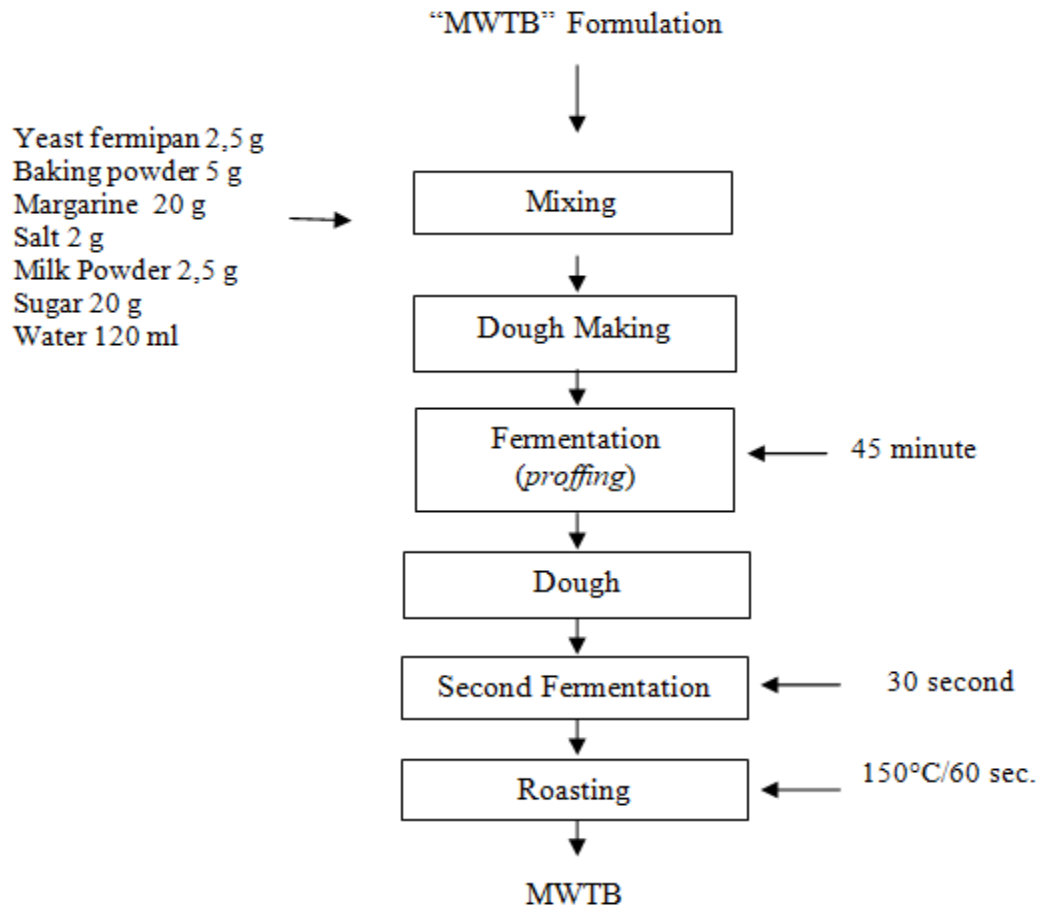 “MWTB” Formulation
Yeast fermipan 2,5 g
Baking powder 5 g
Margarine 20 g
Salt 2 g
Milk Powder 2,5 g
Sugar 20 g
Water 120 ml
Mixing
Dough Making
Fermentation
(proffing)
45 minute
Dough
Second Fermentation
30 second
Roasting
150°C/60 sec.
MWTB